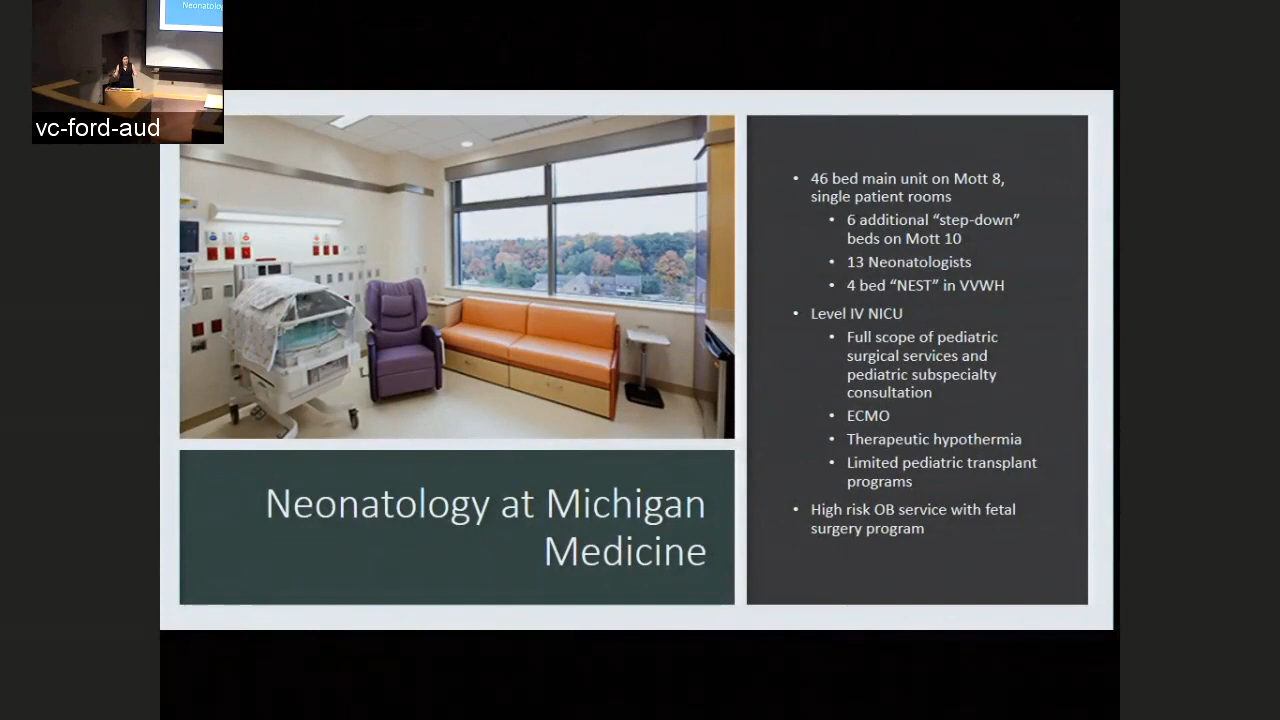 Neonatolog
vc-ford-aud
46 bed main unit on Mott 8,
single patient rooms
6 additional “step-down”
beds on Mott 10
13 Neonatologists
4 bed “NEST” in VVWH
Level IV NICU
Full scope of pediatric
surgical services and
pediatric subspecialty
consultation
ECMO
Therapeutic hypothermia
Limited pediatric transplant
programs
High risk OB service with fetal
surgery program
Neonatology at Michigan
Medicine